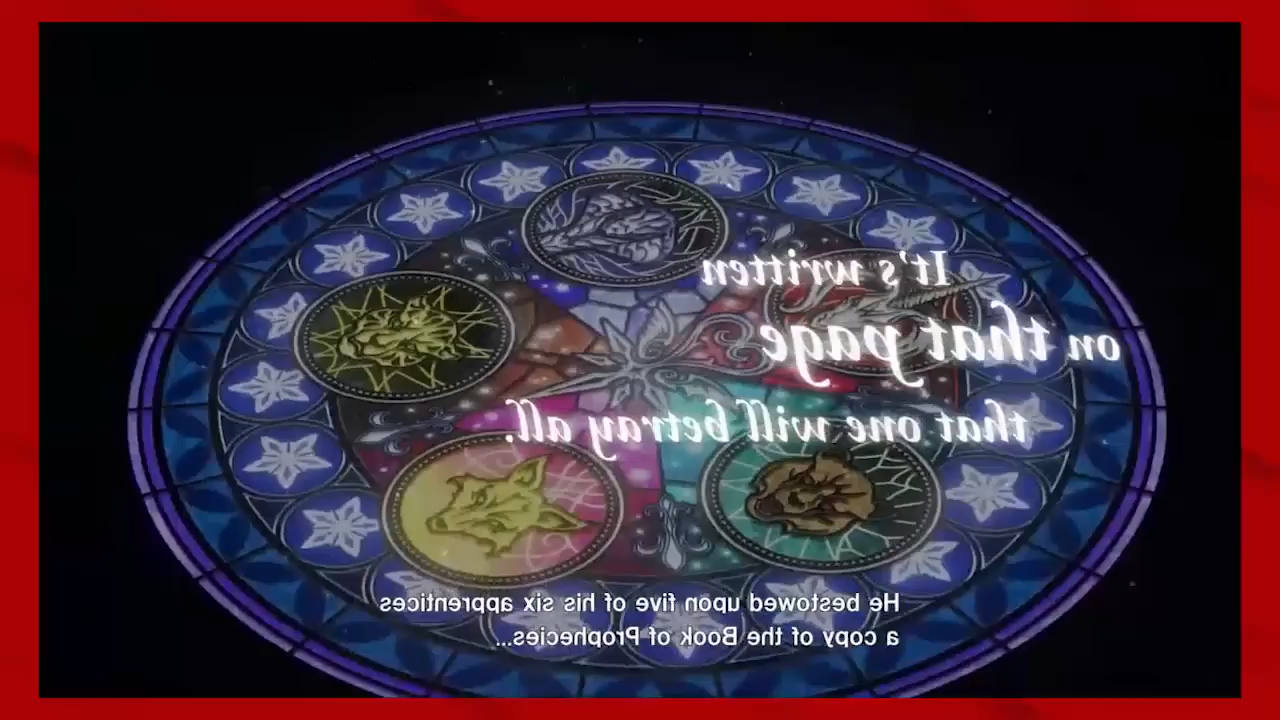 It's written
on that page
that one will betray all.
He bestowed upon five of his six apprentices
a copy of the Book of Prophecies...